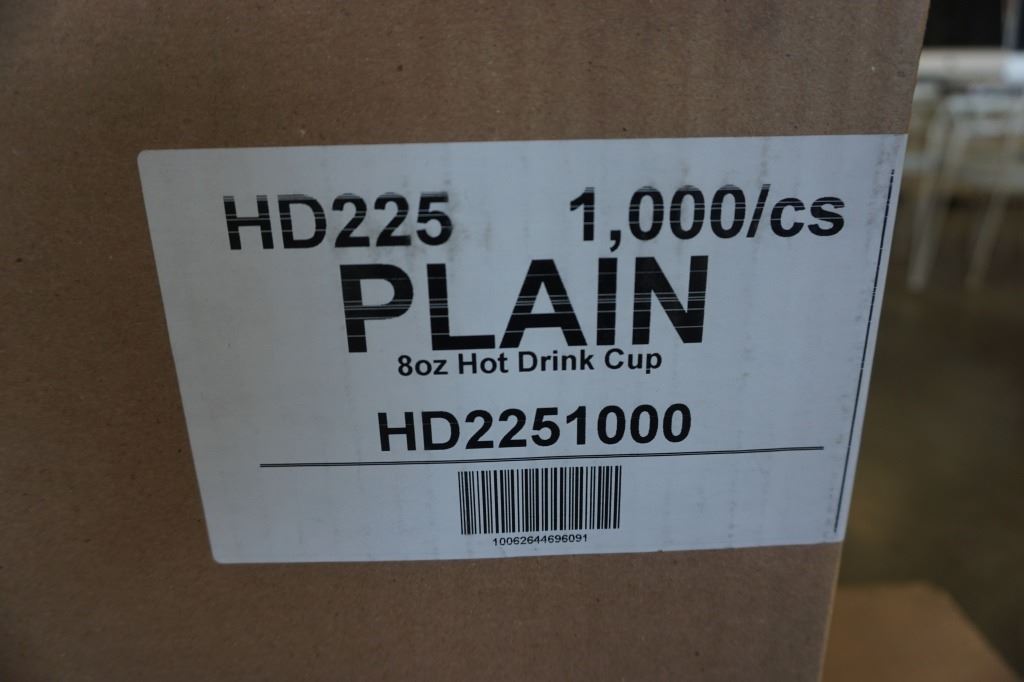 HD225 1,000/cs
PLAIN
8oz Hot Drink Cup
HD2251000
10062644696091